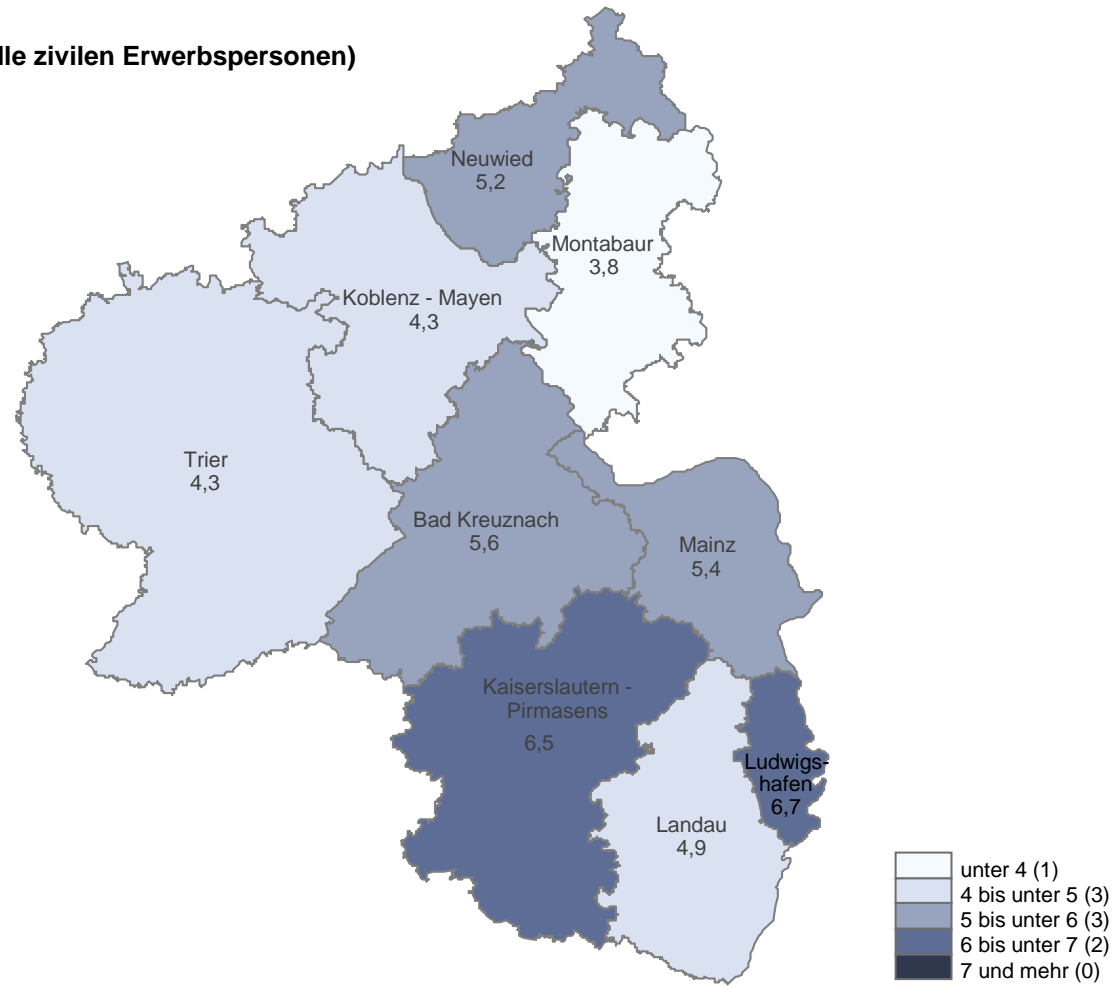 lle zivilen Erwerbspersonen)
Neuwied
5,2
Montabaur
3,8
Koblenz - Mayen
4,3
Trier
4,3
Bad Kreuznach
5,6
Mainz
5,4
Kaiserslautern -
Pirmasens
6,5
Ludwigs-
hafen
6,7
Landau
4,9
unter 4 (1)
4 bis unter 5 (3)
5 bis unter 6 (3)
6 bis unter 7 (2)
7 und mehr (0)